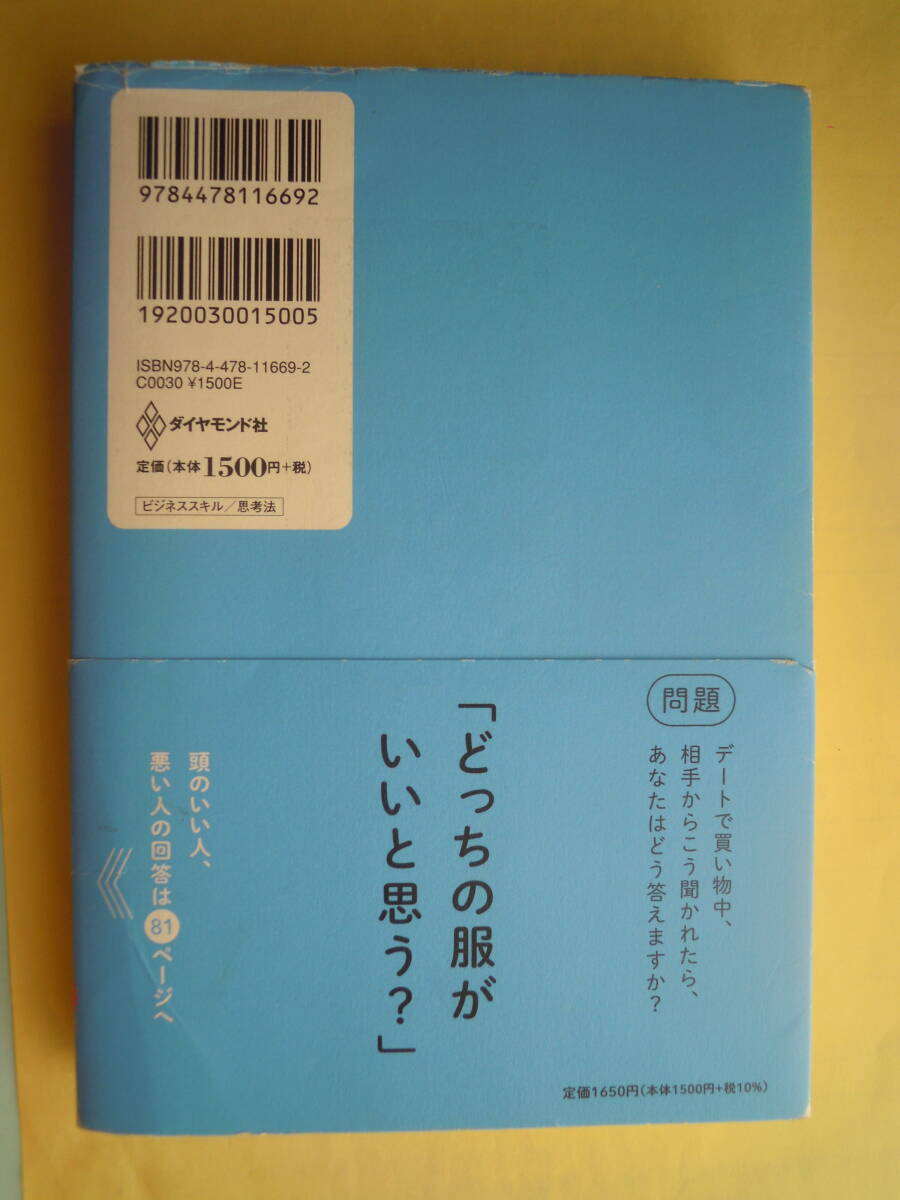 9784478116692
1920030015005
ISBN978-4-478-11669-2
C0030 ¥1500E
ダイヤモンド社
定価(本体1500円+税)
ビジネススキル/思考法
問題
デートで買い物中、
相手からこう聞かれたら、
あなたはどう答えますか?
「どっちの服が
いいと思う?」
頭のいい人、
悪い人の回答は81ページへ
定価1650円(本体1500円+税10%)